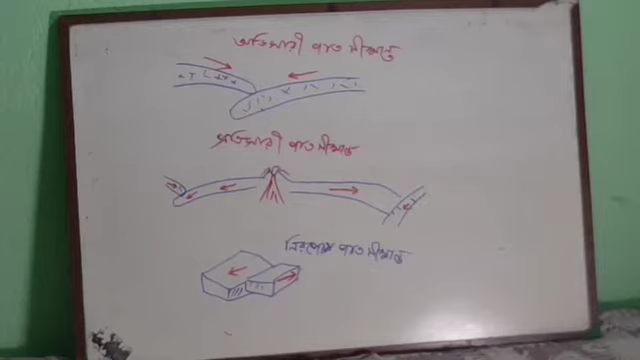 অভিসারী পাত সীমান্ত
প্রতিসারী পাত সীমান্ত
নিরপেক্ষ পাত সীমান্ত